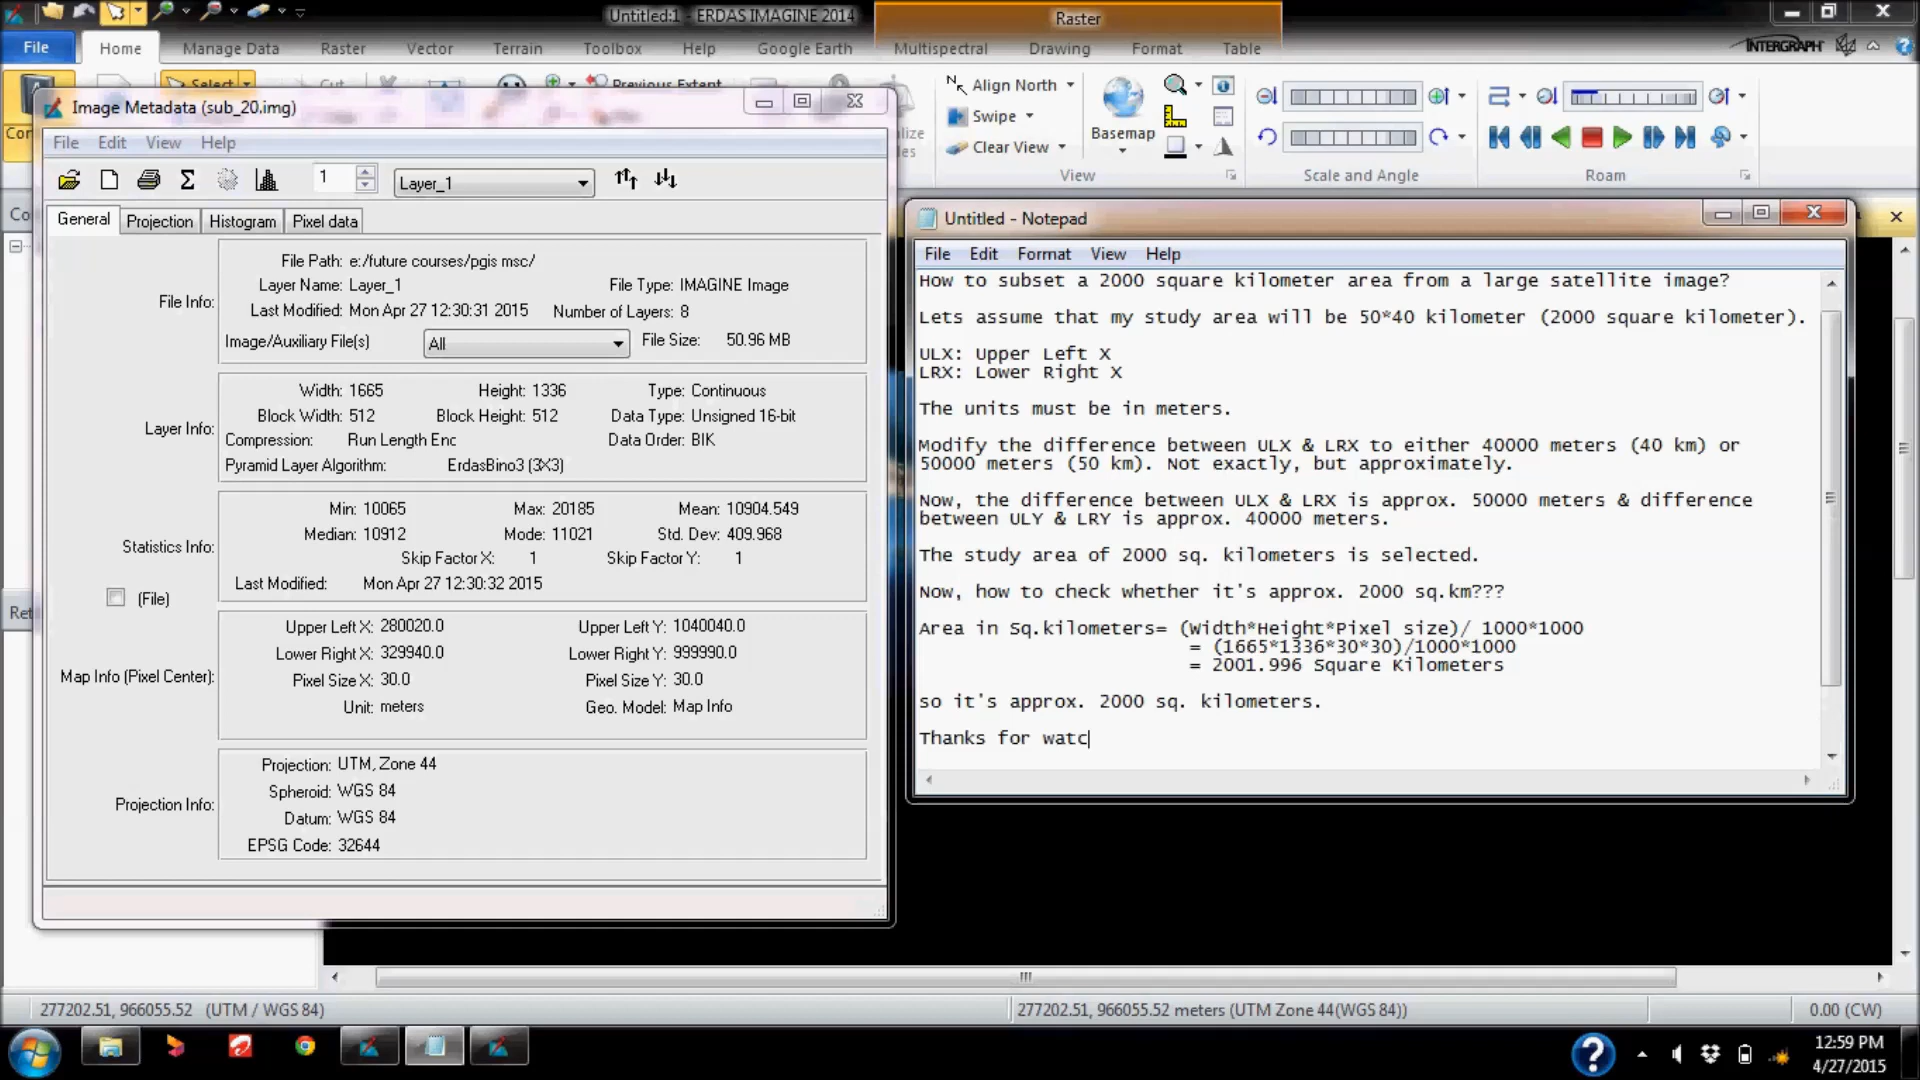 Untitled:1 - ERDAS IMAGINE 2014
Raster
File
Home
Manage Data
Raster
Vector
Terrain
Toolbox
Help
Google Earth
Multispectral
Drawing
Format
Table
INTERGRAPH
Select
Cut
Previous Extent
Align North
Swipe
Clear View
Basemap
View
Scale and Angle
Roam
Image Metadata (sub_20.img)
File Edit View Help
1
Layer_1
General Projection Histogram Pixel data
File Info:
File Path: e:/future courses/pgis msc/
Layer Name: Layer_1 File Type: IMAGINE Image
Last Modified: Mon Apr 27 12:30:31 2015 Number of Layers: 8
Image/Auxiliary File(s) All File Size: 50.96 MB
Layer Info:
Width: 1665 Height: 1336 Type: Continuous
Block Width: 512 Block Height: 512 Data Type: Unsigned 16-bit
Compression: Run Length Enc Data Order: BIK
Pyramid Layer Algorithm: ErdasBino3 (3X3)
Statistics Info:
Min: 10065 Max: 20185 Mean: 10904.549
Median: 10912 Mode: 11021 Std. Dev: 409.968
Skip Factor X: 1 Skip Factor Y: 1
Last Modified: Mon Apr 27 12:30:32 2015
(File)
Map Info (Pixel Center):
Upper Left X: 280020.0 Upper Left Y: 1040040.0
Lower Right X: 329940.0 Lower Right Y: 999990.0
Pixel Size X: 30.0 Pixel Size Y: 30.0
Unit: meters Geo. Model: Map Info
Projection Info:
Projection: UTM, Zone 44
Spheroid: WGS 84
Datum: WGS 84
EPSG Code: 32644
Untitled - Notepad
File Edit Format View Help
How to subset a 2000 square kilometer area from a large satellite image?
Lets assume that my study area will be 50*40 kilometer (2000 square kilometer).
ULX: Upper Left X
LRX: Lower Right X
The units must be in meters.
Modify the difference between ULX & LRX to either 40000 meters (40 km) or
50000 meters (50 km). Not exactly, but approximately.
Now, the difference between ULX & LRX is approx. 50000 meters & difference
between ULY & LRY is approx. 40000 meters.
The study area of 2000 sq. kilometers is selected.
Now, how to check whether it's approx. 2000 sq.km???
Area in Sq.kilometers= (Width*Height*Pixel size)/ 1000*1000
= (1665*1336*30*30)/1000*1000
= 2001.996 Square Kilometers
so it's approx. 2000 sq. kilometers.
Thanks for watc
277202.51, 966055.52 (UTM / WGS 84)
277202.51, 966055.52 meters (UTM Zone 44(WGS 84))
0.00 (CW)
12:59 PM
4/27/2015